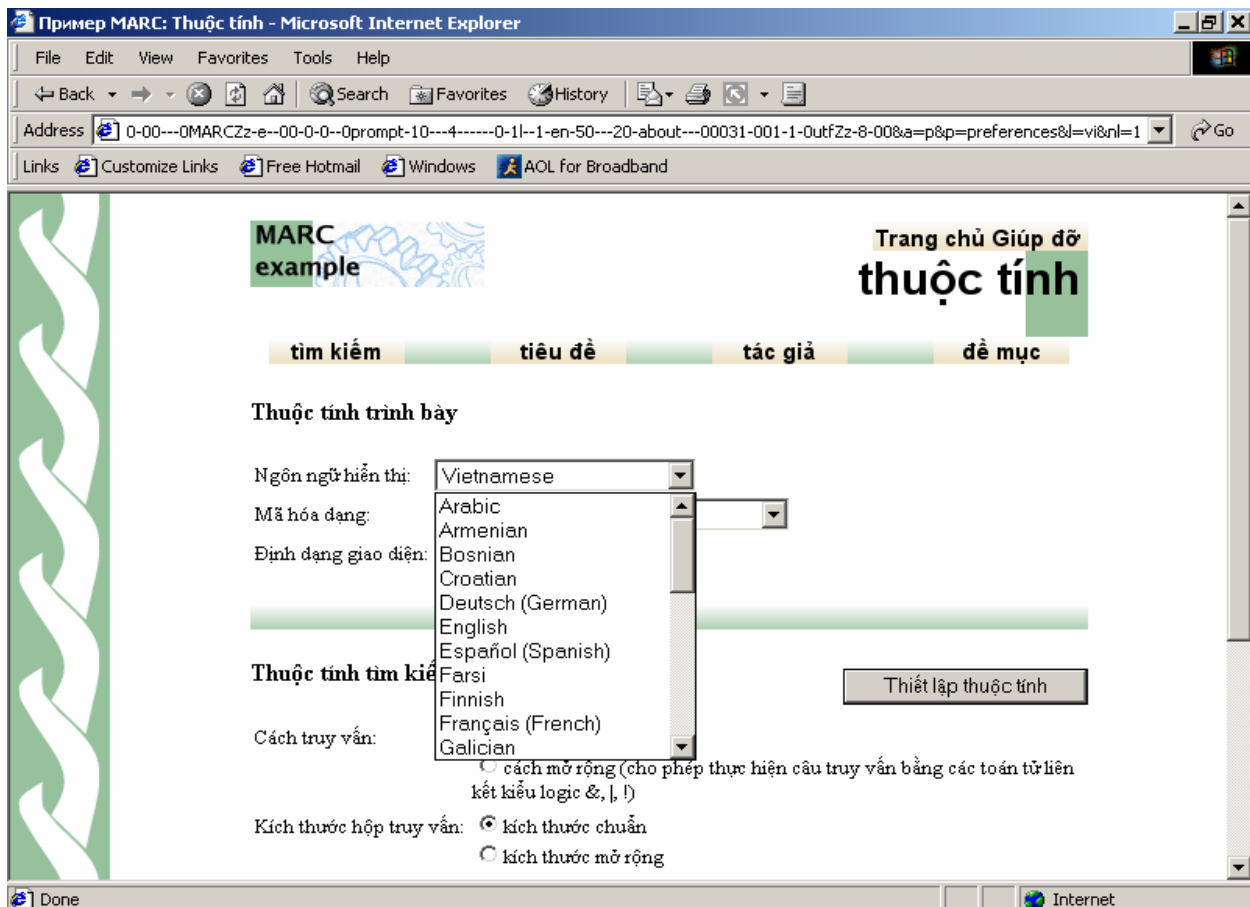 Пример MARC: Thuộc tính - Microsoft Internet Explorer
File Edit View Favorites Tools Help
Back Search Favorites History
Address 0-00---0MARCZz-e--00-0-0--0prompt-10---4------0-1l--1-en-50---20-about---00031-001-1-0utfZz-8-00&a=p&p=preferences&l=vi&nl=1 Go
Links Customize Links Free Hotmail Windows AOL for Broadband
MARC
example
Trang chủ Giúp đỡ
thuộc tính
tìm kiếm tiêu đề tác giả đề mục
Thuộc tính trình bày
Ngôn ngữ hiển thị: Vietnamese
Mã hóa dạng:
Định dạng giao diện:
Arabic
Armenian
Bosnian
Croatian
Deutsch (German)
English
Español (Spanish)
Farsi
Finnish
Français (French)
Galician
Thuộc tính tìm kiế
Thiết lập thuộc tính
Cách truy vấn:
cách mở rộng (cho phép thực hiện câu truy vấn bằng các toán tử liên
kết kiểu logic &, |, !)
Kích thước hộp truy vấn: kích thước chuẩn
kích thước mở rộng
Done Internet